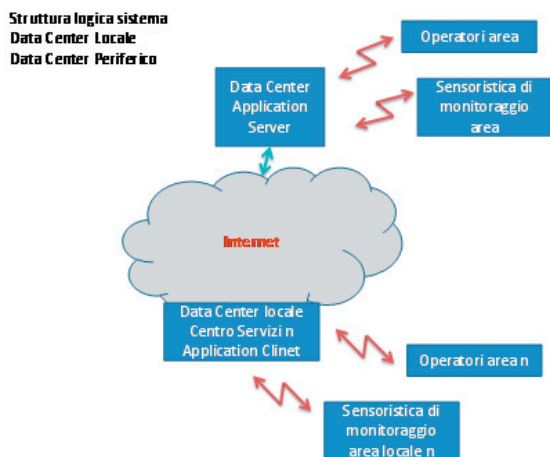 Struttura logica sistema
Data Center Locale
Data Center Periferico
Operatori area
Data Center
Application
Server
Sensoristica di
monitoraggio
area
Internet
Data Center locale
Centro Servizi n
Application Clinet
Operatori area n
Sensoristica di
monitoraggio
area locale n